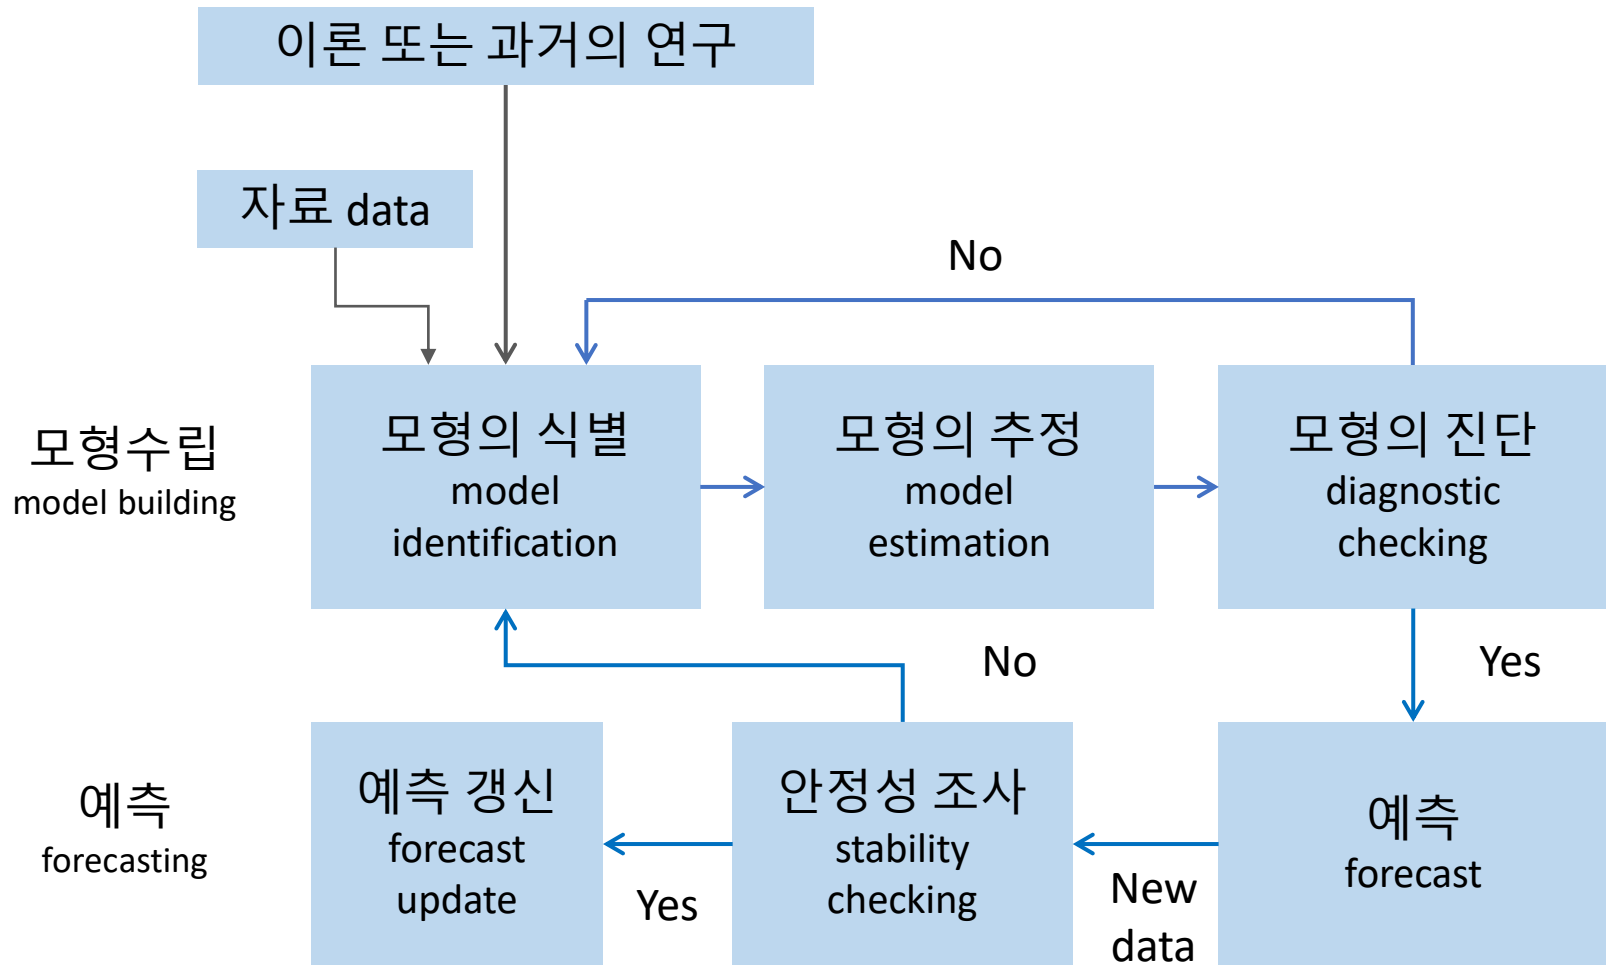 이론 또는 과거의 연구
자료 data
No
모형수립
model building
모형의 식별
model
identification
모형의 추정
model
estimation
모형의 진단
diagnostic
checking
No
Yes
예측
forecasting
예측 갱신
forecast
update
Yes
안정성 조사
stability
checking
New
data
예측
forecast